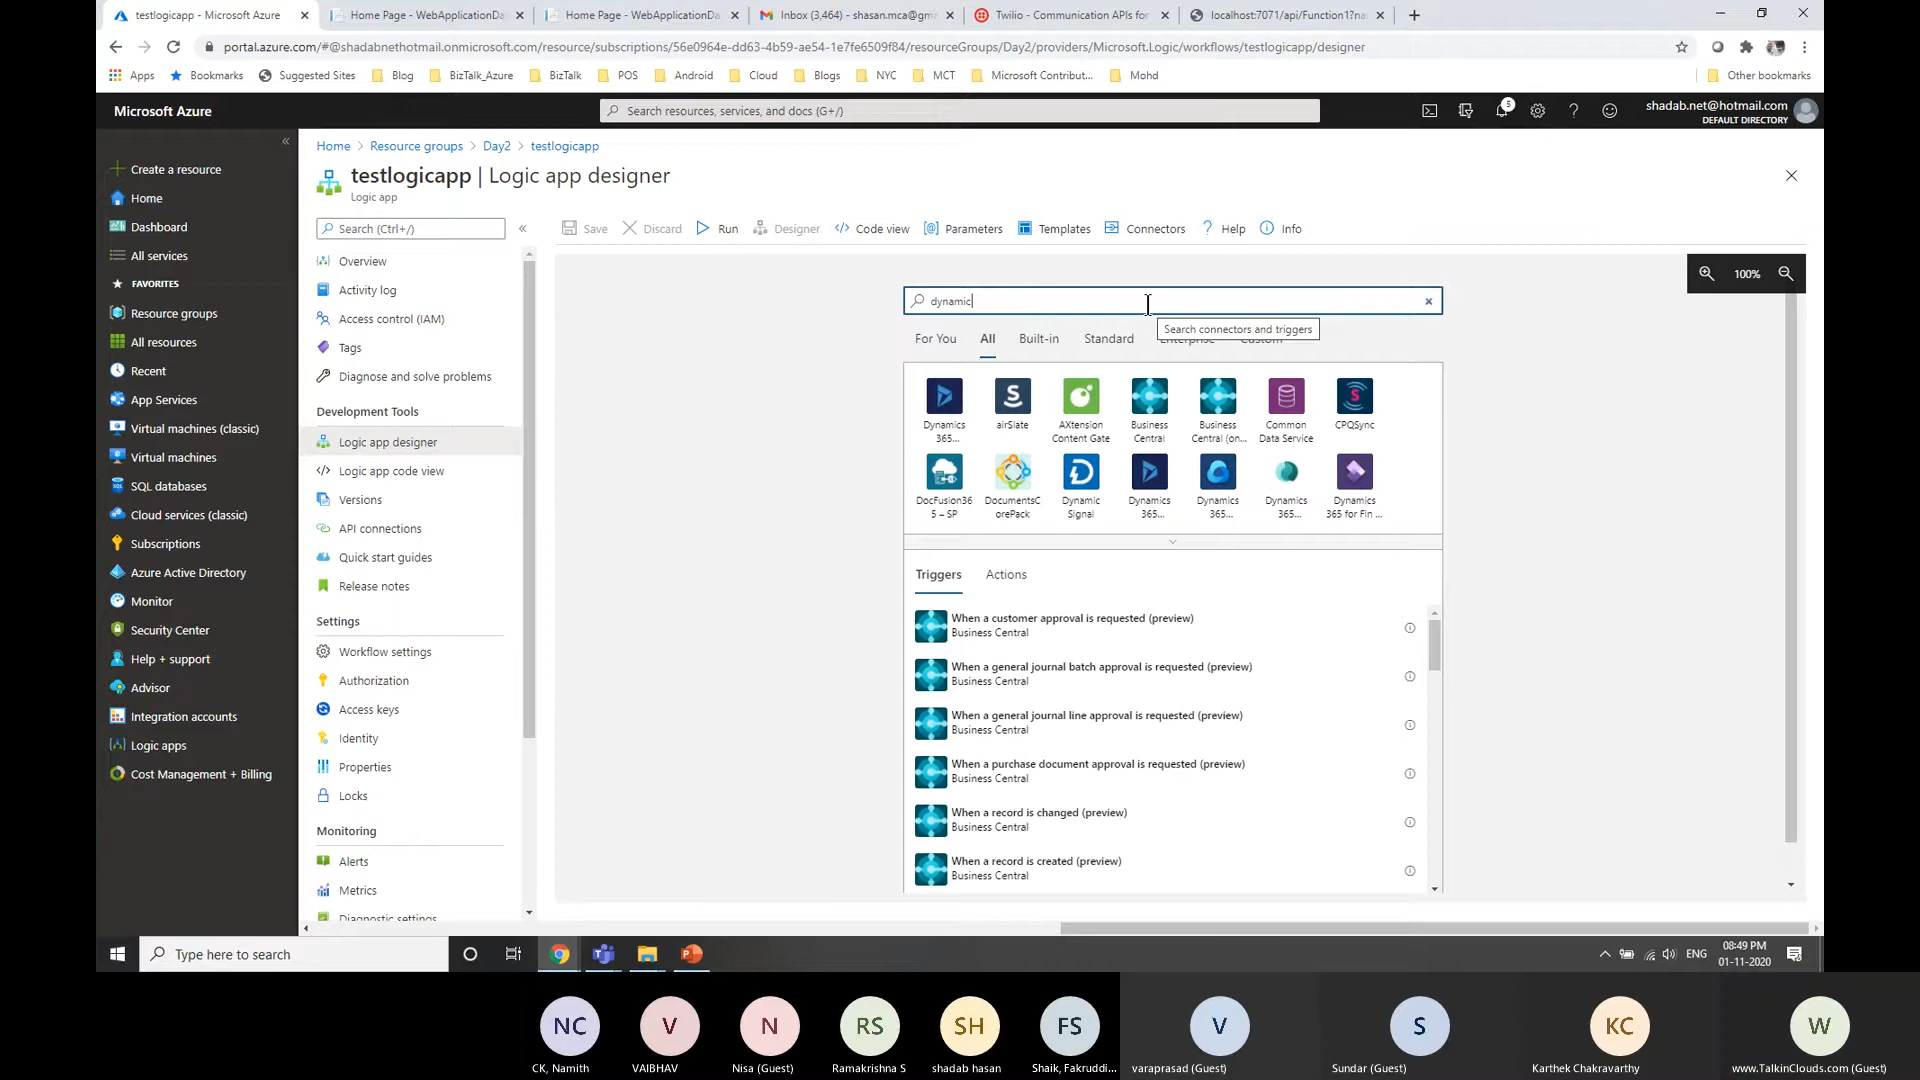 testlogicapp - Microsoft Azure
Home Page - WebApplicationDa
Home Page - WebApplicationDa
Inbox (3,464) - shasan.mca@gm
Twilio - Communication APIs for
localhost:7071/api/Function1?na
portal.azure.com/#@shadabnethotmail.onmicrosoft.com/resource/subscriptions/56e0964e-dd63-4b59-ae54-1e7fe6509f84/resourceGroups/Day2/providers/Microsoft.Logic/workflows/testlogicapp/designer
Apps Bookmarks Suggested Sites Blog BizTalk_Azure BizTalk POS Android Cloud Blogs NYC MCT Microsoft Contribut... Mohd Other bookmarks
Microsoft Azure
Search resources, services, and docs (G+/)
5
shadab.net@hotmail.com
DEFAULT DIRECTORY
Create a resource
Home
Dashboard
All services
FAVORITES
Resource groups
All resources
Recent
App Services
Virtual machines (classic)
Virtual machines
SQL databases
Cloud services (classic)
Subscriptions
Azure Active Directory
Monitor
Security Center
Help + support
Advisor
Integration accounts
Logic apps
Cost Management + Billing
Home > Resource groups > Day2 > testlogicapp
testlogicapp | Logic app designer
Logic app
Search (Ctrl+/)
Overview
Activity log
Access control (IAM)
Tags
Diagnose and solve problems
Development Tools
Logic app designer
Logic app code view
Versions
API connections
Quick start guides
Release notes
Settings
Workflow settings
Authorization
Access keys
Identity
Properties
Locks
Monitoring
Alerts
Metrics
Diagnostic settings
Save Discard Run Designer Code view Parameters Templates Connectors Help Info
100%
dynamic
Search connectors and triggers
For You All Built-in Standard Enterprise Custom
Dynamics 365...
airSlate
AXtension Content Gate
Business Central
Business Central (on...
Common Data Service
CPQSync
DocFusion365 – SP
DocumentsCorePack
Dynamic Signal
Dynamics 365...
Dynamics 365...
Dynamics 365...
Dynamics 365 for Fin ...
Triggers Actions
When a customer approval is requested (preview)
Business Central
When a general journal batch approval is requested (preview)
Business Central
When a general journal line approval is requested (preview)
Business Central
When a purchase document approval is requested (preview)
Business Central
When a record is changed (preview)
Business Central
When a record is created (preview)
Business Central
Type here to search
ENG
08:49 PM
01-11-2020
NC V N RS SH FS V S KC W
CK, Namith VAIBHAV Nisa (Guest) Ramakrishna S shadab hasan Shaik, Fakruddi... varaprasad (Guest) Sundar (Guest) Karthek Chakravarthy www.TalkinClouds.com (Guest)